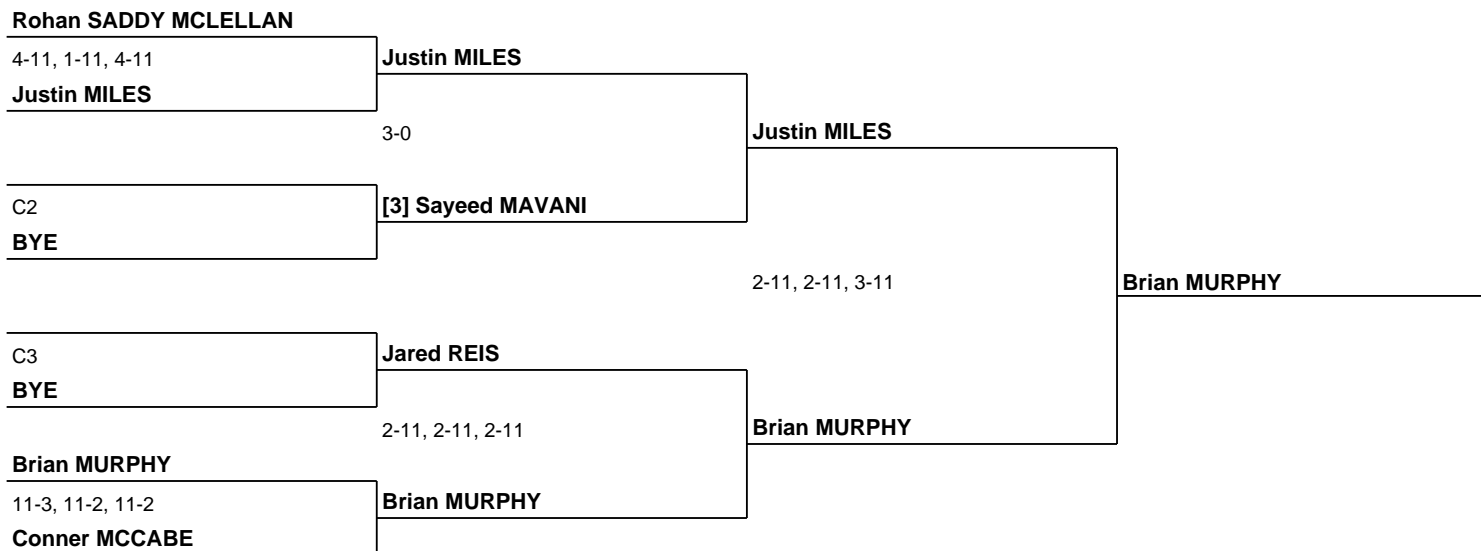 Rohan SADDY MCLELLAN
4-11, 1-11, 4-11
Justin MILES
Justin MILES
3-0
Justin MILES
C2
[3] Sayeed MAVANI
BYE
2-11, 2-11, 3-11
Brian MURPHY
C3
Jared REIS
BYE
2-11, 2-11, 2-11
Brian MURPHY
Brian MURPHY
11-3, 11-2, 11-2
Brian MURPHY
Conner MCCABE